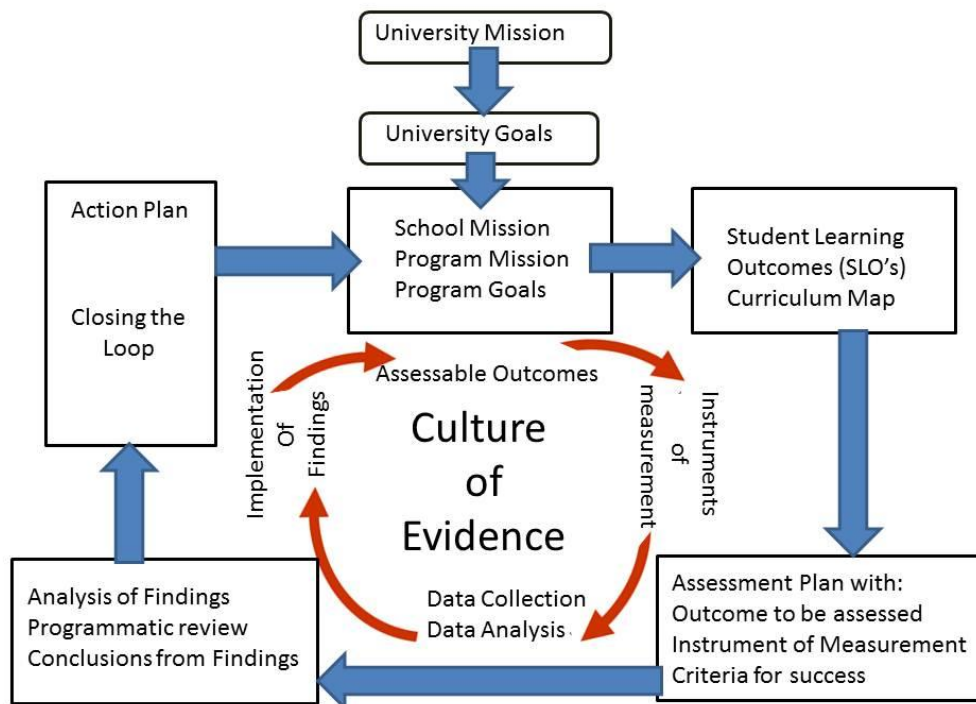 University Mission
University Goals
Action Plan
Closing the
Loop
School Mission
Program Mission
Program Goals
Student Learning
Outcomes (SLO's)
Curriculum Map
Assessable Outcomes
Implementation
Of
Findings
Culture
of
Evidence
Instruments
of
measurement
Data Collection
Data Analysis
Analysis of Findings
Programmatic review
Conclusions from Findings
Assessment Plan with:
Outcome to be assessed
Instrument of Measurement
Criteria for success